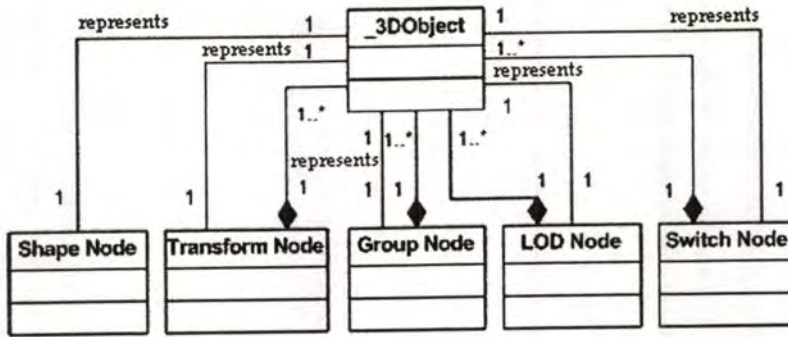 represents 1 _3DObject 1 represents
represents 1 1..*
represents
1..* 1 1..* 1..* 1
represents
1 1 1 1 1 1 1 1 1
Shape Node Transform Node Group Node LOD Node Switch Node